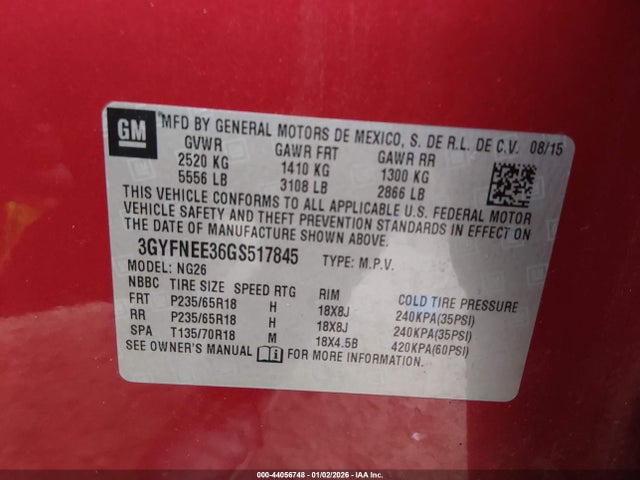 GM MFD BY GENERAL MOTORS DE MEXICO, S. DE R.L. DE C.V. 08/15
GVWR GAWR FRT GAWR RR
2520 KG 1410 KG 1300 KG
5556 LB 3108 LB 2866 LB
THIS VEHICLE CONFORMS TO ALL APPLICABLE U.S. FEDERAL MOTOR
VEHICLE SAFETY AND THEFT PREVENTION STANDARDS IN EFFECT ON
THE DATE OF MANUFACTURE SHOWN ABOVE.
3GYFNEE36GS517845 TYPE: M.P.V.
MODEL: NG26
NBBC TIRE SIZE SPEED RTG RIM COLD TIRE PRESSURE
FRT P235/65R18 H 18X8J 240KPA(35PSI)
RR P235/65R18 H 18X8J 240KPA(35PSI)
SPA T135/70R18 M 18X4.5B 420KPA(60PSI)
SEE OWNER'S MANUAL FOR MORE INFORMATION.
000-44056748 - 01/02/2026 - IAA Inc.